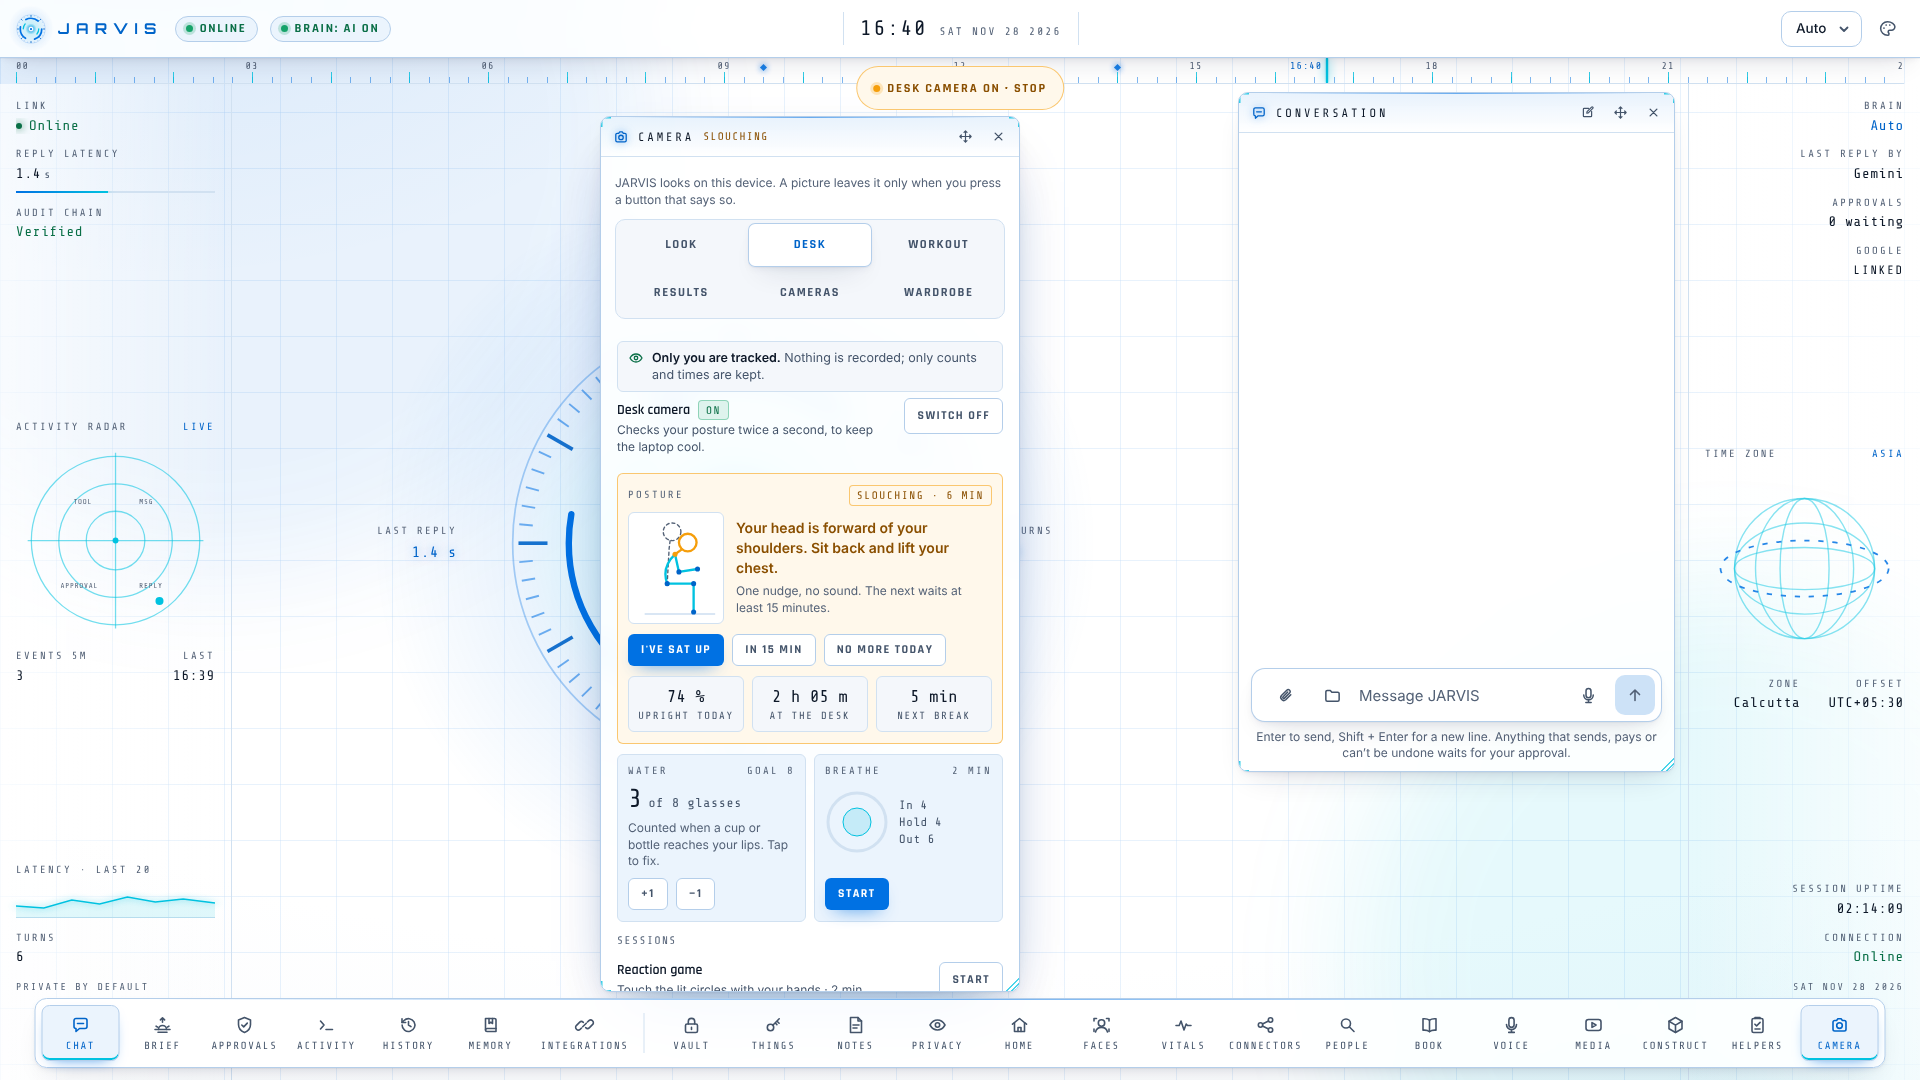 JARVIS
ONLINE
BRAIN: AI ON
16:40 SAT NOV 28 2026
Auto
00 03 06 09 12 15 16:40 18 21 2
DESK CAMERA ON · STOP
LINK
Online
REPLY LATENCY
1.4 s
AUDIT CHAIN
Verified
ACTIVITY RADAR LIVE
TOOL MSG
APPROVAL REPLY
EVENTS 5M LAST
3 16:39
LATENCY · LAST 20
TURNS
6
PRIVATE BY DEFAULT
LAST REPLY
1.4 s
URNS
CAMERA SLOUCHING
JARVIS looks on this device. A picture leaves it only when you press
a button that says so.
LOOK DESK WORKOUT
RESULTS CAMERAS WARDROBE
Only you are tracked. Nothing is recorded; only counts
and times are kept.
Desk camera ON
Checks your posture twice a second, to keep
the laptop cool.
SWITCH OFF
POSTURE SLOUCHING · 6 MIN
Your head is forward of your
shoulders. Sit back and lift your
chest.
One nudge, no sound. The next waits at
least 15 minutes.
I'VE SAT UP IN 15 MIN NO MORE TODAY
74 % 2 h 05 m 5 min
UPRIGHT TODAY AT THE DESK NEXT BREAK
WATER GOAL 8
3 of 8 glasses
Counted when a cup or
bottle reaches your lips. Tap
to fix.
+1 −1
BREATHE 2 MIN
In 4
Hold 4
Out 6
START
SESSIONS
Reaction game
Touch the lit circles with your hands · 2 min
START
CONVERSATION
Message JARVIS
Enter to send, Shift + Enter for a new line. Anything that sends, pays or
can't be undone waits for your approval.
BRAIN
Auto
LAST REPLY BY
Gemini
APPROVALS
0 waiting
GOOGLE
LINKED
TIME ZONE ASIA
ZONE OFFSET
Calcutta UTC+05:30
SESSION UPTIME
02:14:09
CONNECTION
Online
SAT NOV 28 2026
CHAT BRIEF APPROVALS ACTIVITY HISTORY MEMORY INTEGRATIONS VAULT THINGS NOTES PRIVACY HOME FACES VITALS CONNECTORS PEOPLE BOOK VOICE MEDIA CONSTRUCT HELPERS CAMERA